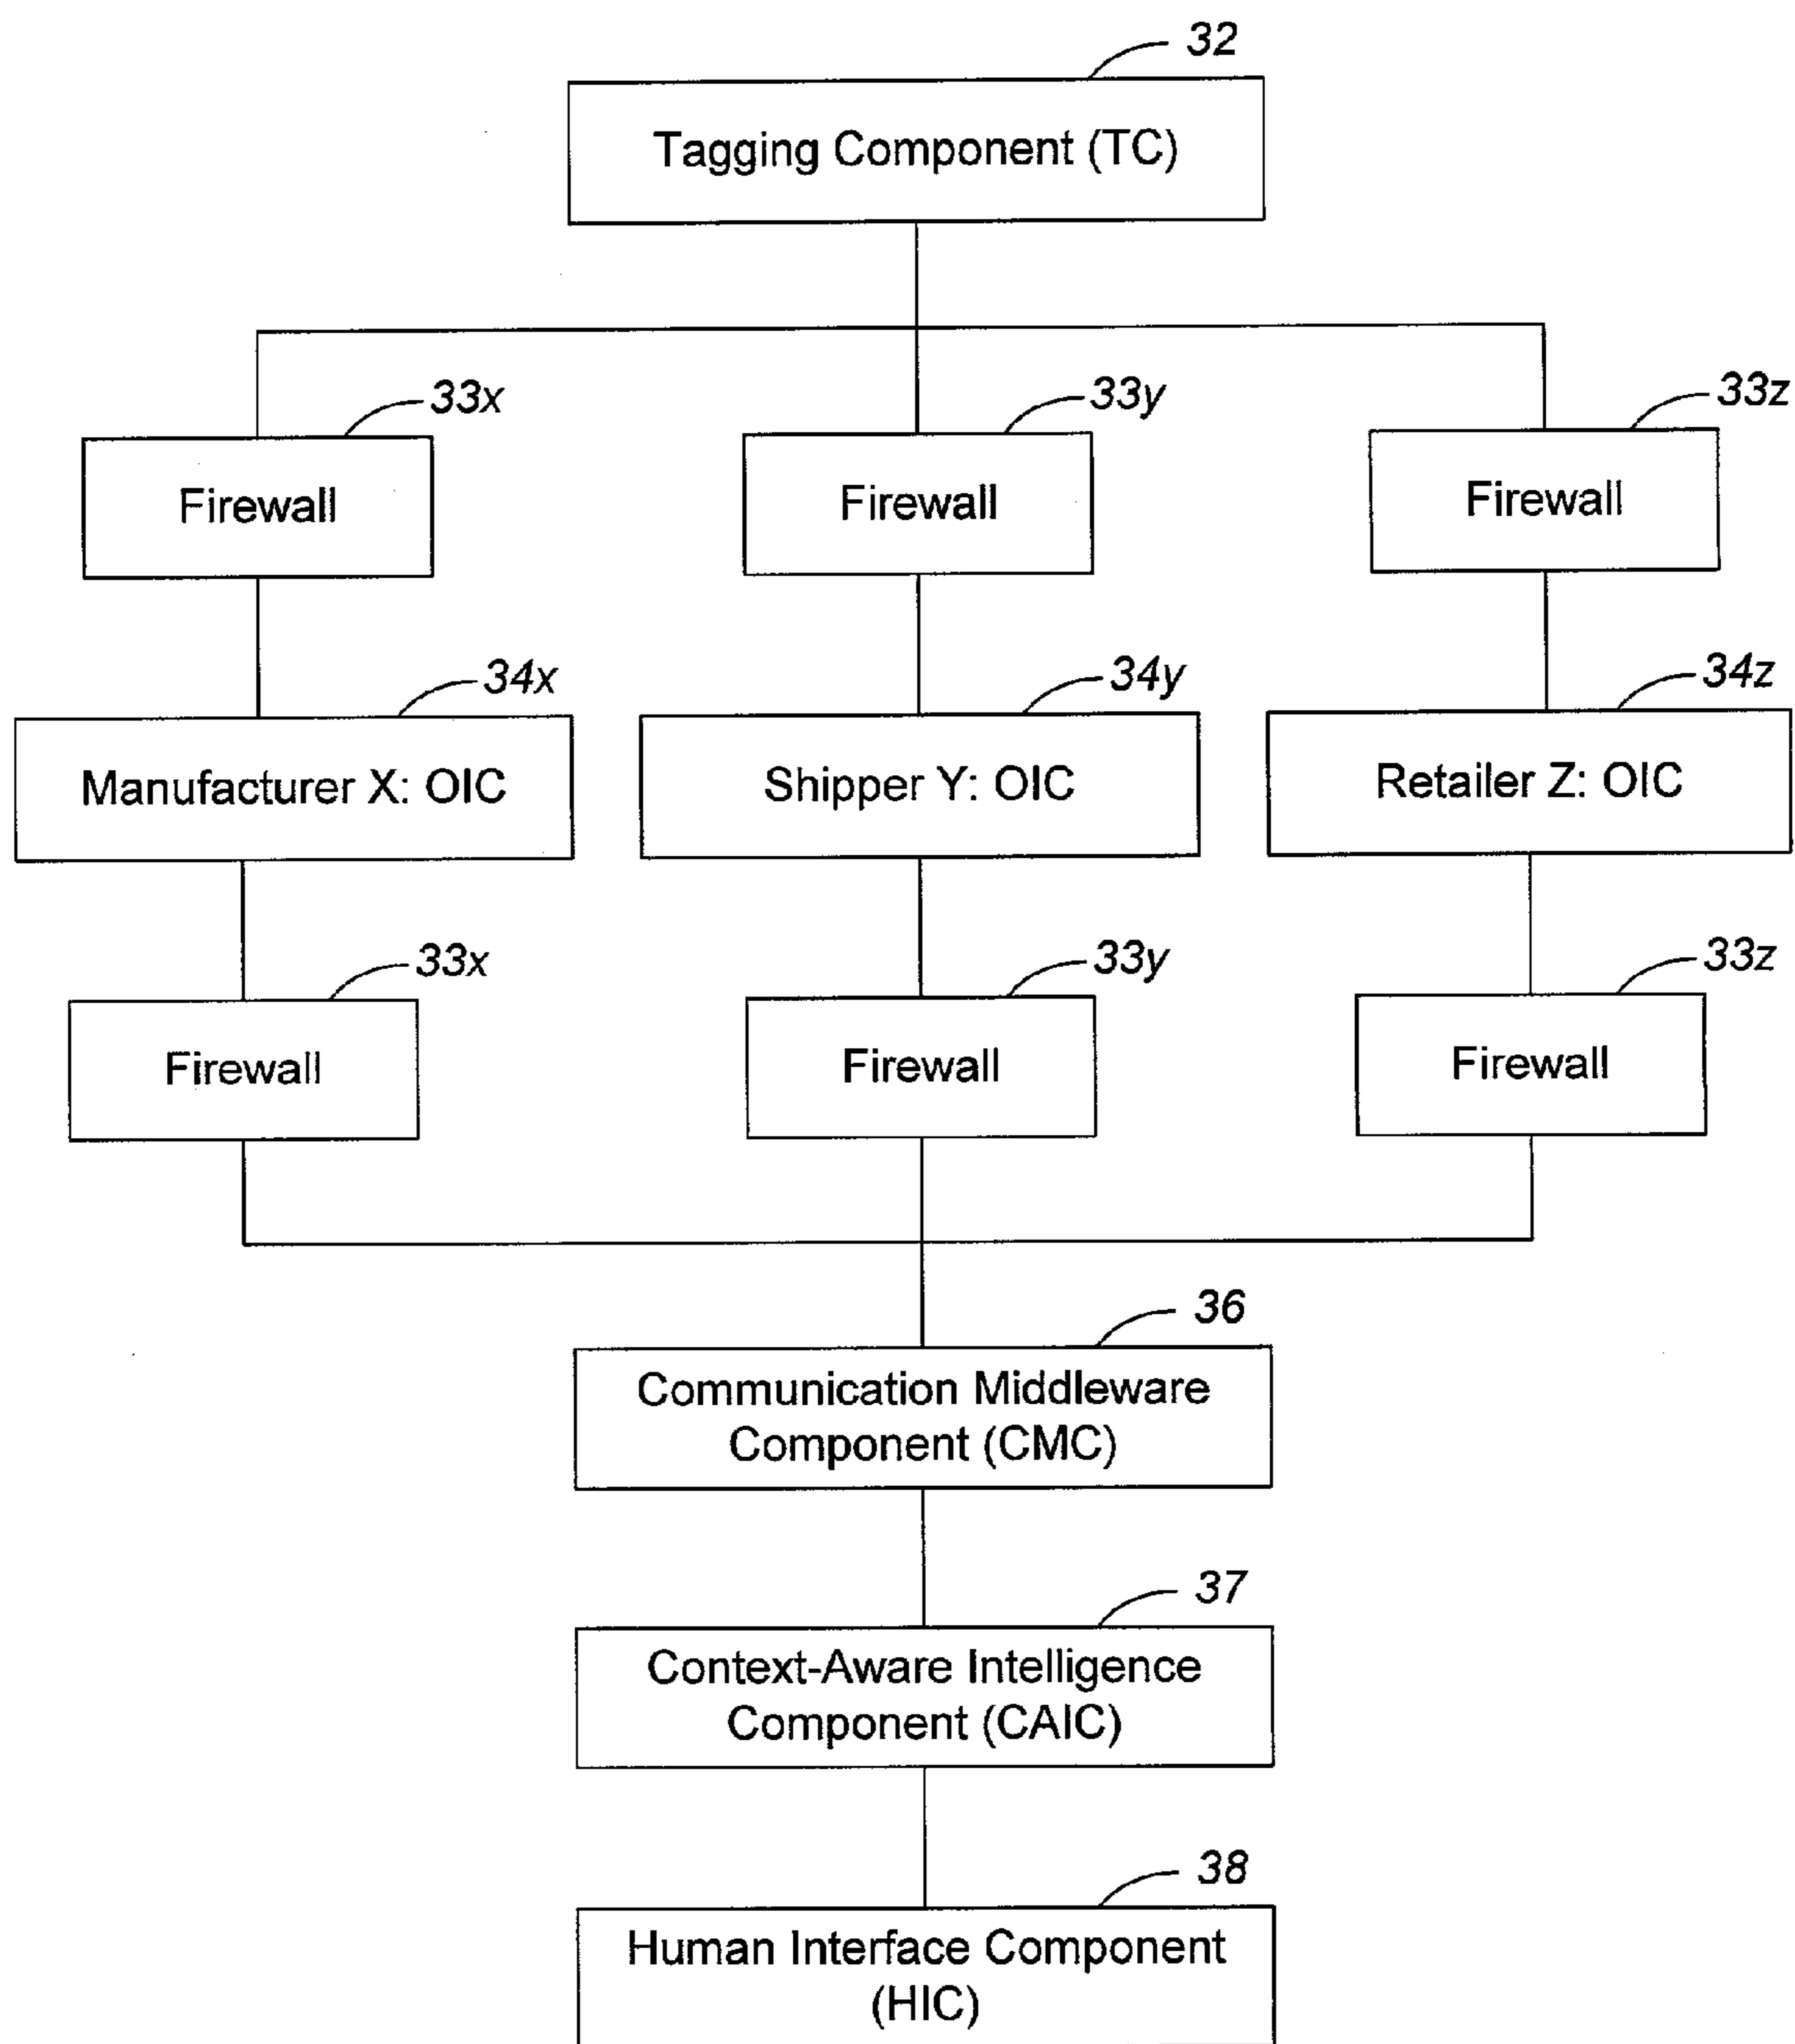 32
Tagging Component (TC)
33x
33y
33z
Firewall
Firewall
Firewall
34x
34y
34z
Manufacturer X: OIC
Shipper Y: OIC
Retailer Z: OIC
33x
33y
33z
Firewall
Firewall
Firewall
36
Communication Middleware
Component (CMC)
37
Context-Aware Intelligence
Component (CAIC)
38
Human Interface Component
(HIC)